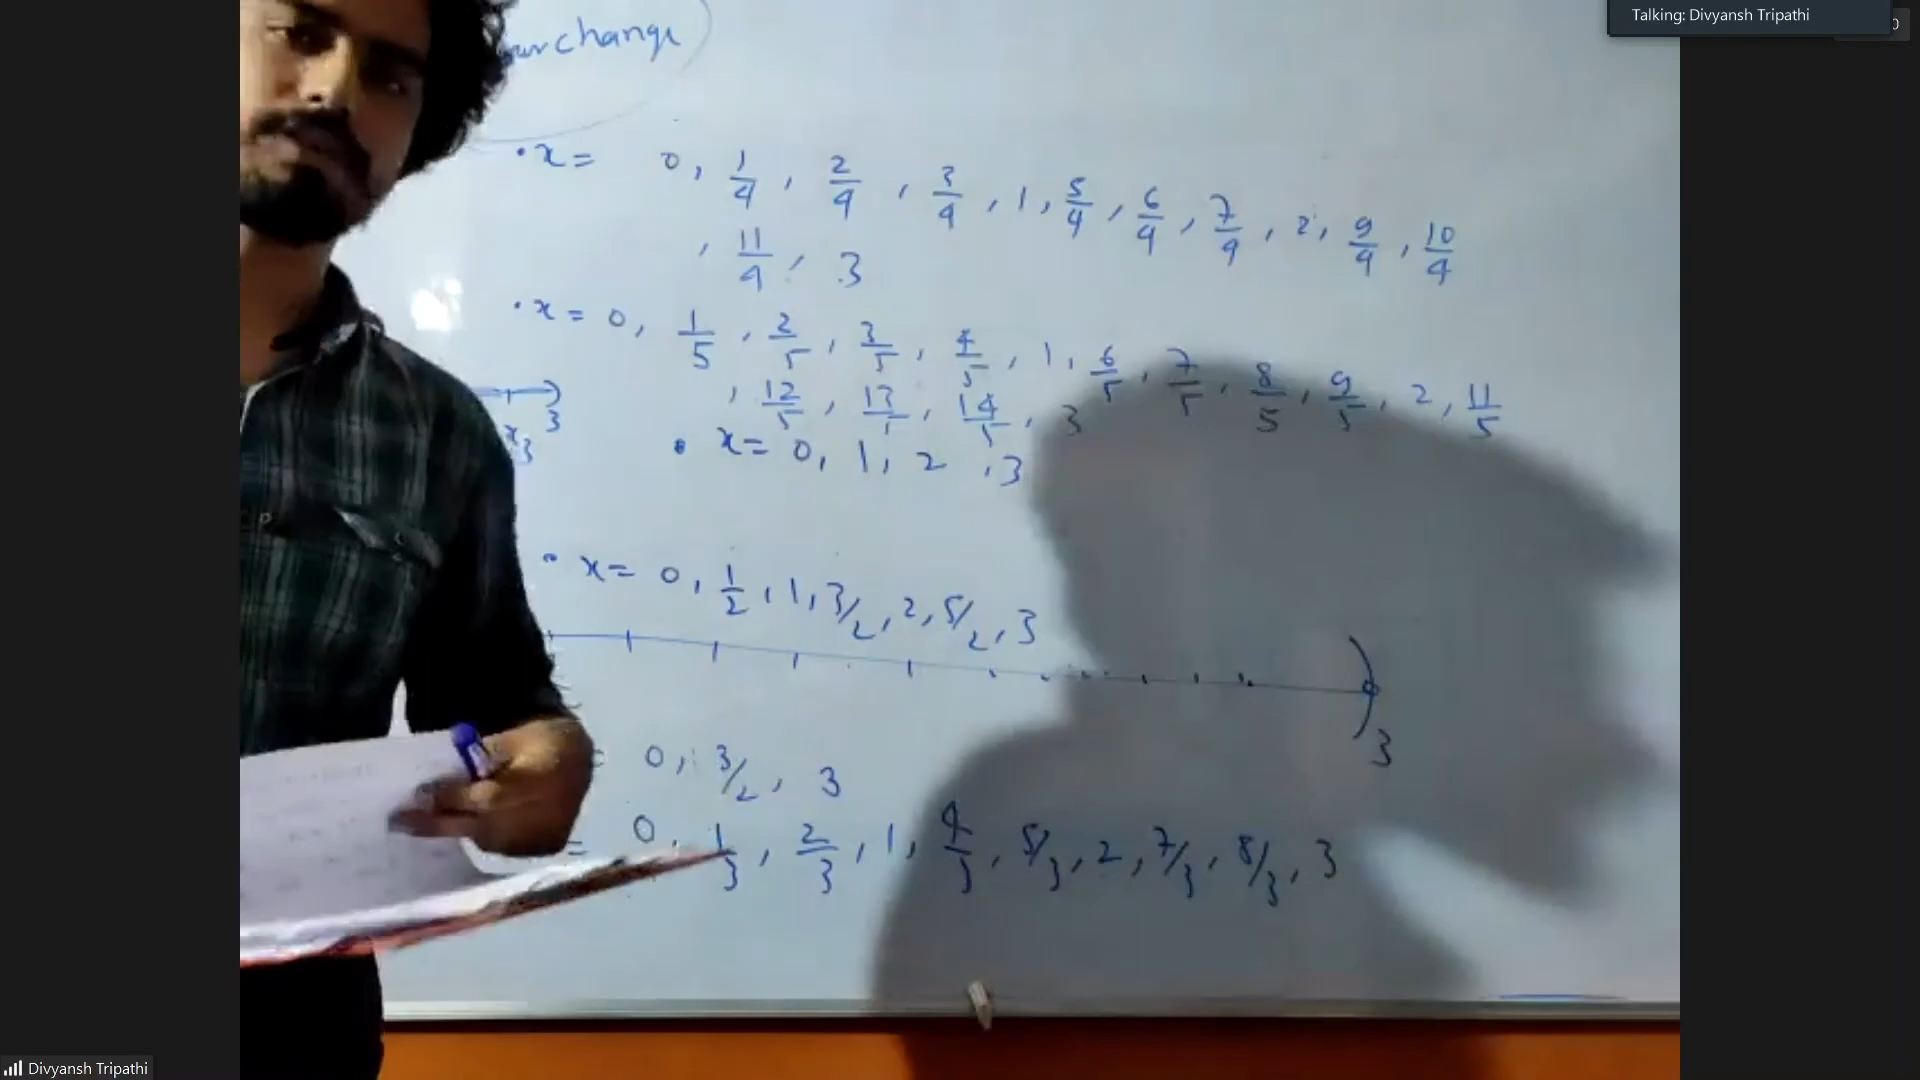 Talking: Divyansh Tripathi
change
• x = 0, 1/4, 2/4, 3/4, 1, 5/4, 6/4, 7/4, 2, 9/4, 10/4
, 11/4, 3
• x = 0, 1/5, 2/5, 3/5, 4/5, 1, 6/5, 7/5, 8/5, 9/5, 2, 11/5
, 12/5, 13/5, 14/5, 3
3
x₃
• x = 0, 1, 2, 3
• x = 0, 1/2, 1, 3/2, 2, 5/2, 3
3
= 0, 3/2, 3
= 0, 1/3, 2/3, 1, 4/3, 5/3, 2, 7/3, 8/3, 3
Divyansh Tripathi